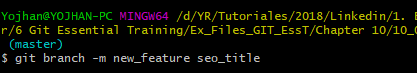 Yojhan@YOJHAN-PC MINGW64 /d/YR/Tutoriales/2018/Linkedin/1.
r/6 Git Essential Training/Ex_Files_GIT_EssT/Chapter 10/10_
 (master)
$ git branch -m new_feature seo_title